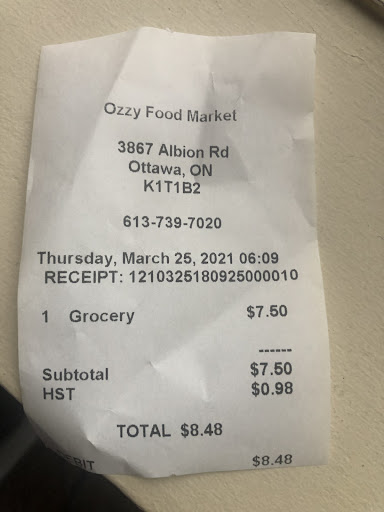 Ozzy Food Market
3867 Albion Rd
Ottawa, ON
K1T1B2
613-739-7020
Thursday, March 25, 2021 06:09
RECEIPT: 1210325180925000010
1 Grocery $7.50
------
Subtotal $7.50
HST $0.98
TOTAL $8.48
$8.48